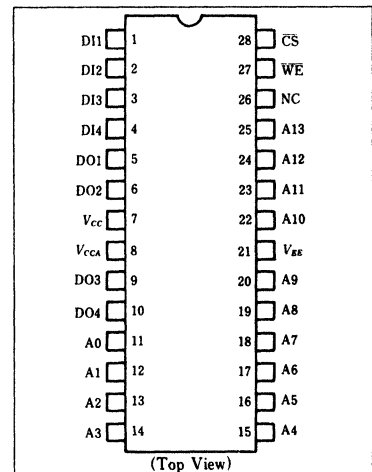 DI1 1 28 C̅S̅
DI2 2 27 W̅E̅
DI3 3 26 NC
DI4 4 25 A13
DO1 5 24 A12
DO2 6 23 A11
VCC 7 22 A10
VCCA 8 21 VEE
DO3 9 20 A9
DO4 10 19 A8
A0 11 18 A7
A1 12 17 A6
A2 13 16 A5
A3 14 15 A4
(Top View)